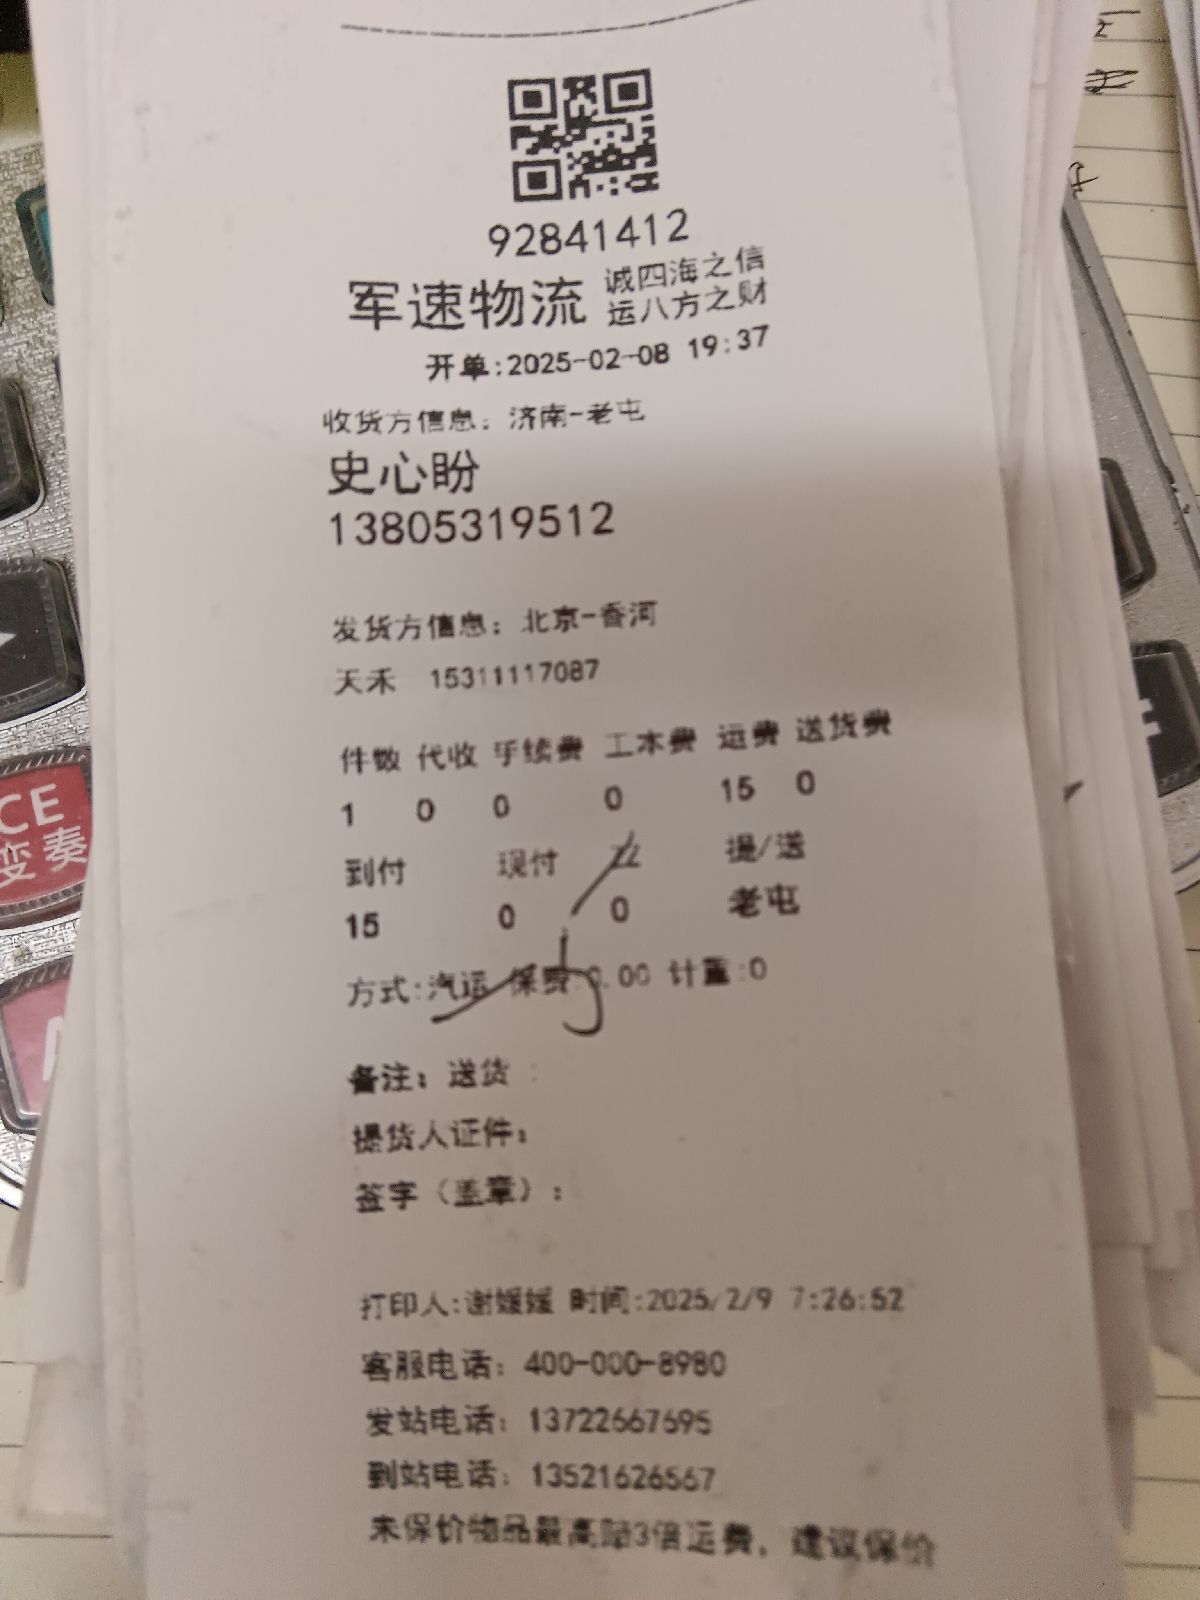 92841412
军速物流 诚四海之信
运八方之财
开单:2025-02-08 19:37
收货方信息：济南-老屯
史心盼
13805319512
发货方信息：北京-香河
天禾 15311117087
件数 代收 手续费 工本费 运费 送货费
1 0 0 0 15 0
到付 现付 提/送
15 0 0 老屯
方式:汽运 保费:0.00 计重:0
备注：送货 :
提货人证件：
签字（盖章）：
打印人:谢媛媛 时间:2025/2/9 7:26:52
客服电话：400-000-8980
发站电话：13722667695
到站电话：13521626567
未保价物品最高赔3倍运费，建议保价
CE
变奏